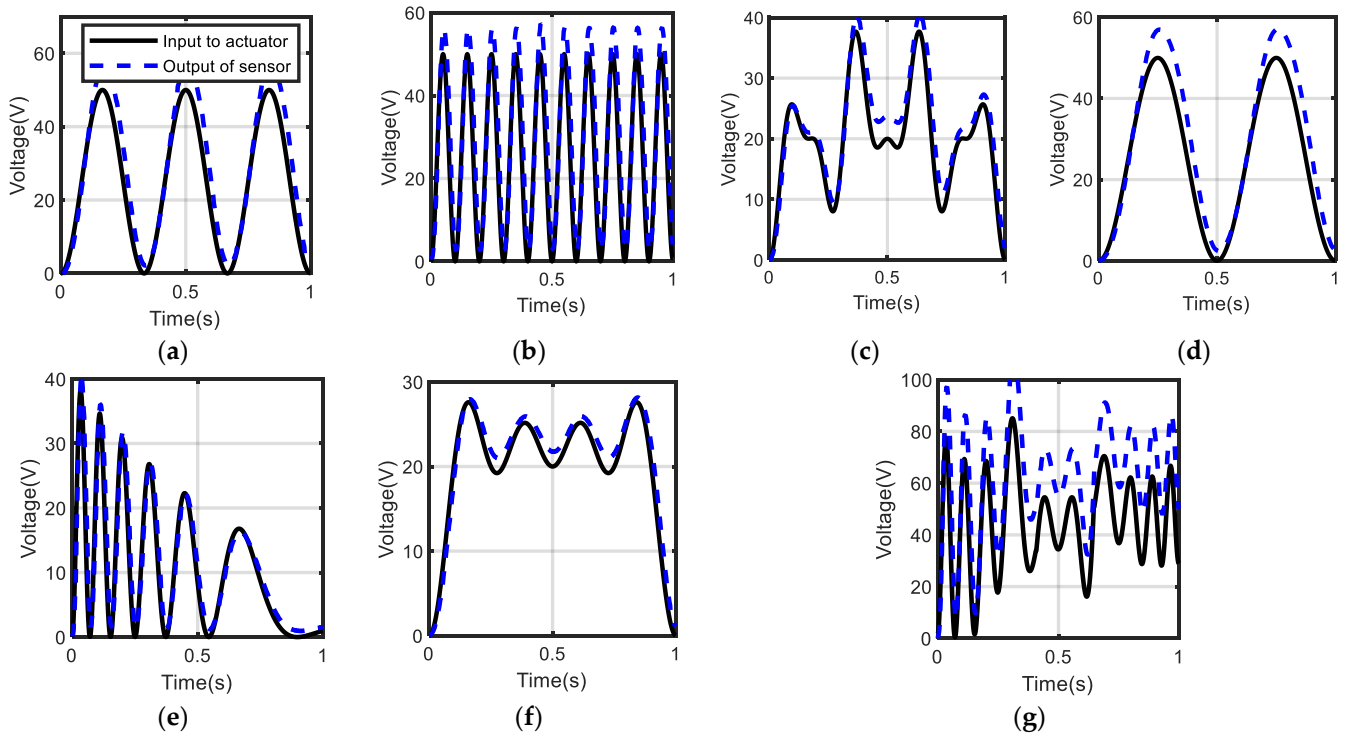 Input to actuator
Output of sensor
Voltage(V)
60
40
20
0
0
0.5
1
Time(s)
(a)
Voltage(V)
60
40
20
0
0
0.5
1
Time(s)
(b)
Voltage(V)
40
30
20
10
0
0
0.5
1
Time(s)
(c)
Voltage(V)
60
40
20
0
0
0.5
1
Time(s)
(d)
Voltage(V)
40
30
20
10
0
0
0.5
1
Time(s)
(e)
Voltage(V)
30
20
10
0
0
0.5
1
Time(s)
(f)
Voltage(V)
100
80
60
40
20
0
0
0.5
1
Time(s)
(g)